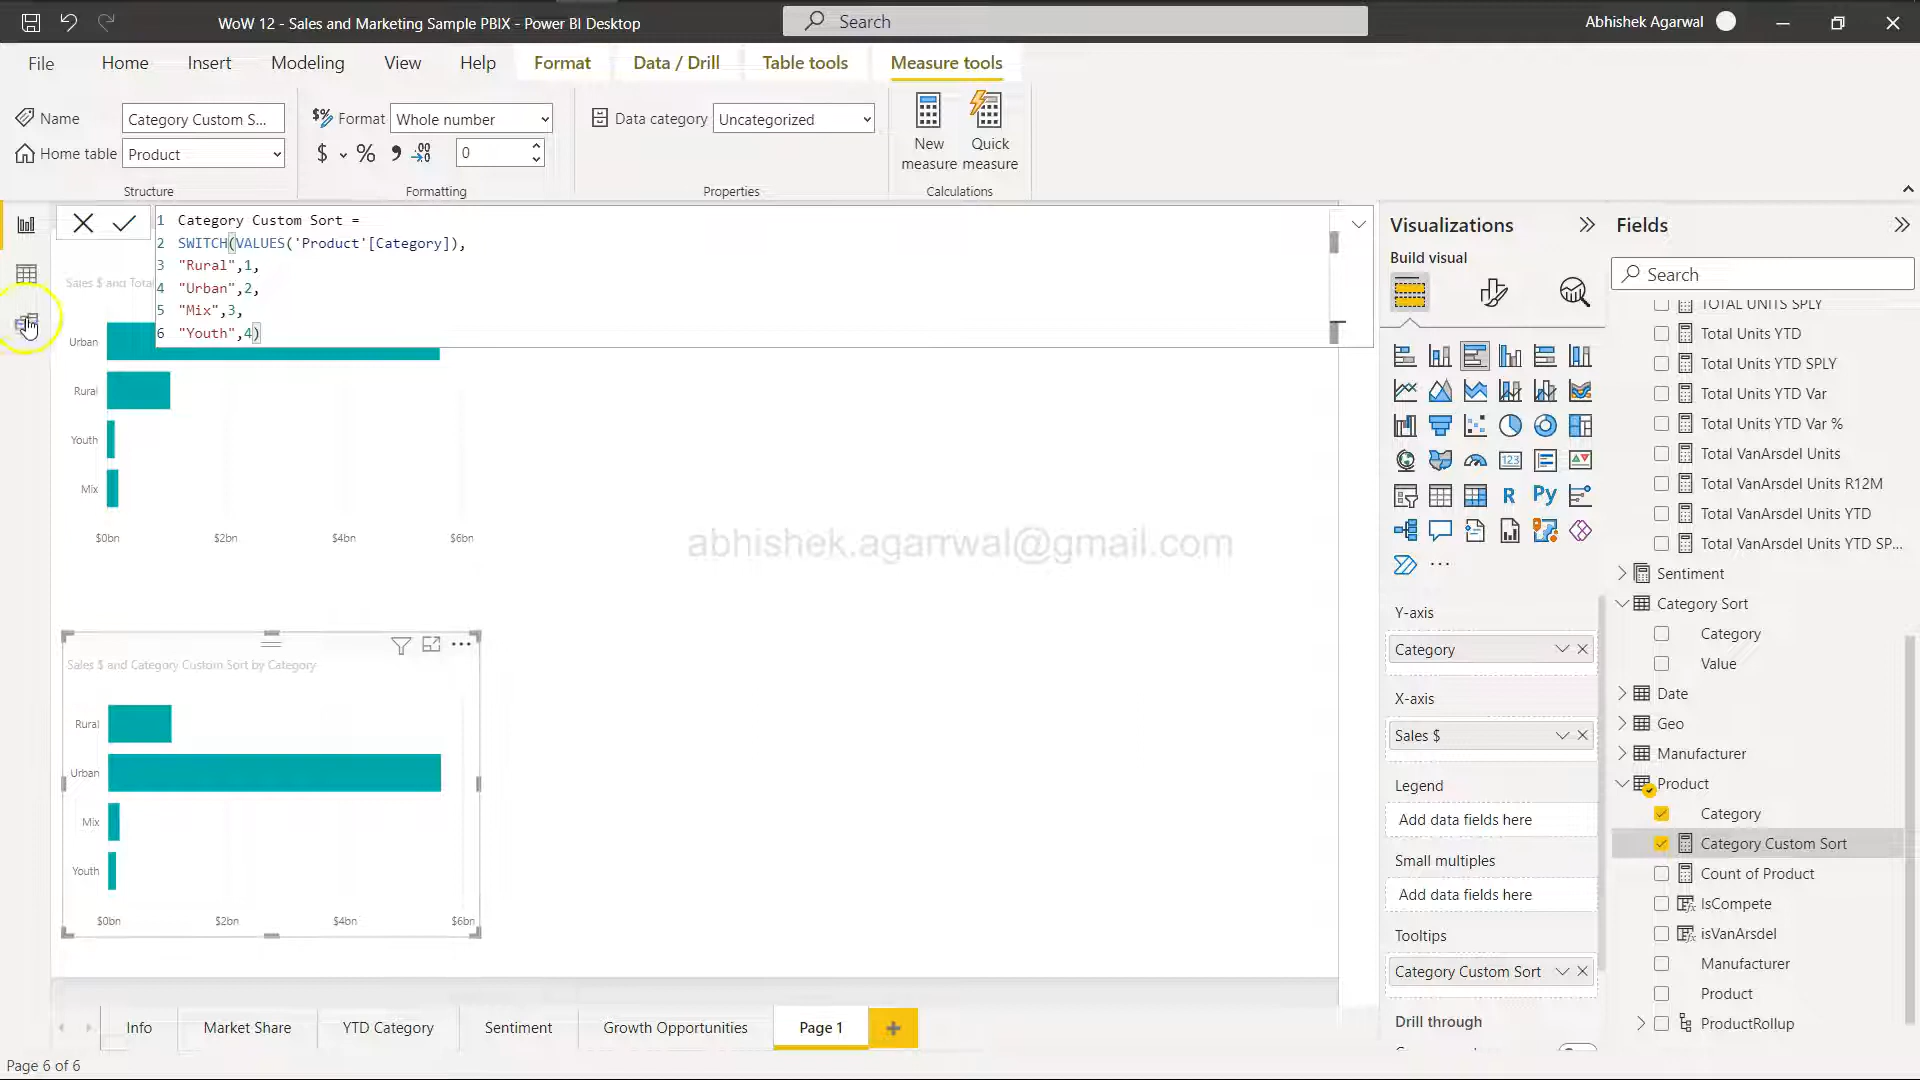 WoW 12 - Sales and Marketing Sample PBIX - Power BI Desktop
Search
Abhishek Agarwal
File
Home
Insert
Modeling
View
Help
Format
Data / Drill
Table tools
Measure tools
Name
Category Custom S...
Home table
Product
Structure
Format
Whole number
$
%
0
Formatting
Data category
Uncategorized
Properties
New measure
Quick measure
Calculations
1 Category Custom Sort =
2 SWITCH(VALUES('Product'[Category]),
3 "Rural",1,
4 "Urban",2,
5 "Mix",3,
6 "Youth",4)
Sales $ and Tota
Urban
Rural
Youth
Mix
$0bn
$2bn
$4bn
$6bn
abhishek.agarrwal@gmail.com
Sales $ and Category Custom Sort by Category
Rural
Urban
Mix
Youth
$0bn
$2bn
$4bn
$6bn
Visualizations
Build visual
123
R
Py
Y-axis
Category
X-axis
Sales $
Legend
Add data fields here
Small multiples
Add data fields here
Tooltips
Category Custom Sort
Drill through
Fields
Search
TOTAL UNITS SPLY
Total Units YTD
Total Units YTD SPLY
Total Units YTD Var
Total Units YTD Var %
Total VanArsdel Units
Total VanArsdel Units R12M
Total VanArsdel Units YTD
Total VanArsdel Units YTD SP...
Sentiment
Category Sort
Category
Value
Date
Geo
Manufacturer
Product
Category
Category Custom Sort
Count of Product
IsCompete
isVanArsdel
Manufacturer
Product
ProductRollup
Info
Market Share
YTD Category
Sentiment
Growth Opportunities
Page 1
Page 6 of 6